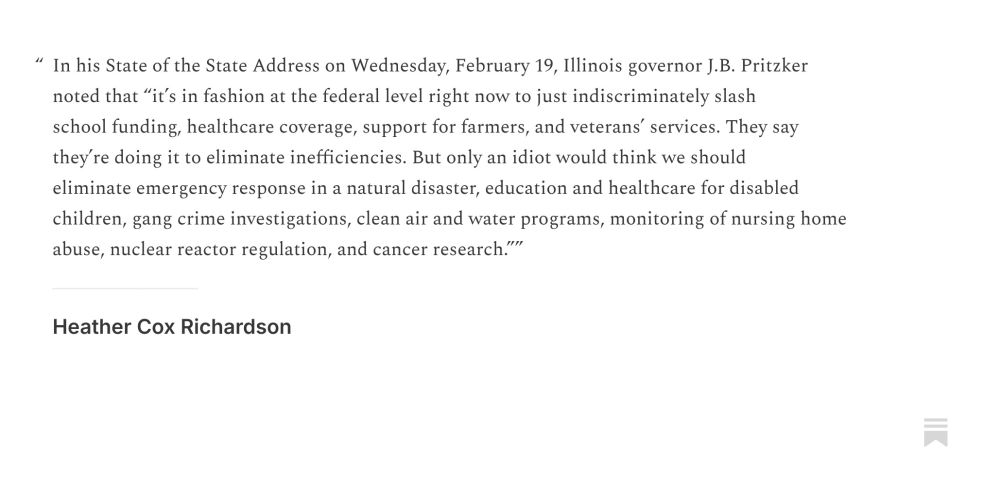 “ In his State of the State Address on Wednesday, February 19, Illinois governor J.B. Pritzker
noted that “it’s in fashion at the federal level right now to just indiscriminately slash
school funding, healthcare coverage, support for farmers, and veterans’ services. They say
they’re doing it to eliminate inefficiencies. But only an idiot would think we should
eliminate emergency response in a natural disaster, education and healthcare for disabled
children, gang crime investigations, clean air and water programs, monitoring of nursing home
abuse, nuclear reactor regulation, and cancer research.””
Heather Cox Richardson